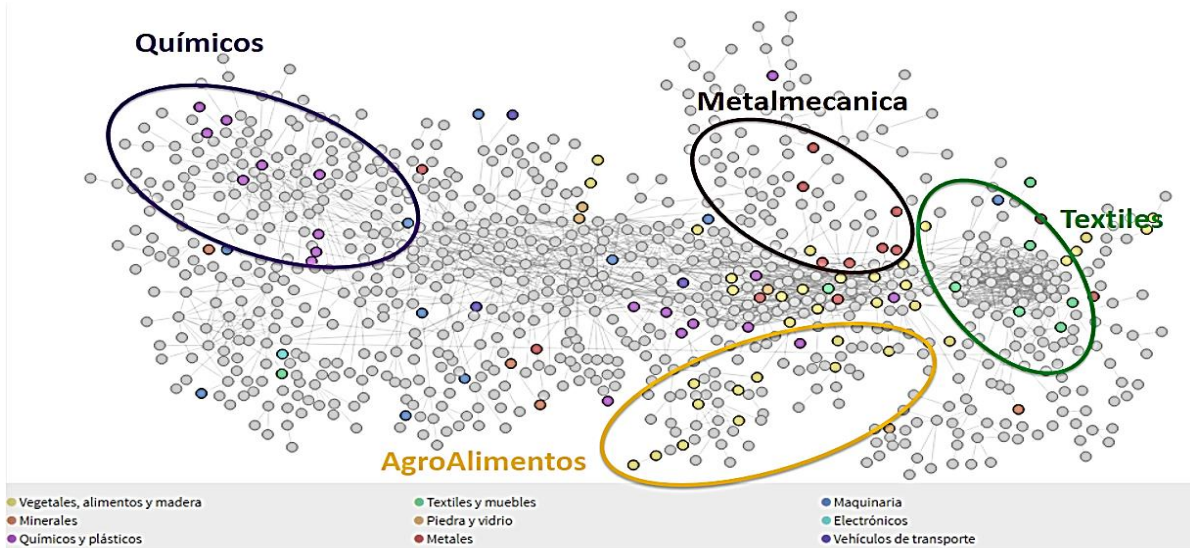 Químicos
Metalmecanica
Textiles
AgroAlimentos
Vegetales, alimentos y madera
Minerales
Químicos y plásticos
Textiles y muebles
Piedra y vidrio
Metales
Maquinaria
Electrónicos
Vehículos de transporte